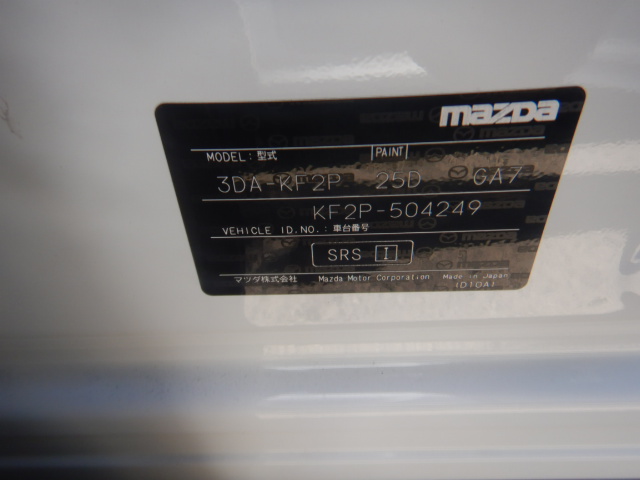 mazDa
MODEL:型式 PAINT
3DA-KF2P 25D GA7
KF2P-504249
VEHICLE ID.NO.:車台番号
SRS I
マツダ株式会社 Mazda Motor Corporation Made in Japan
(D10A)